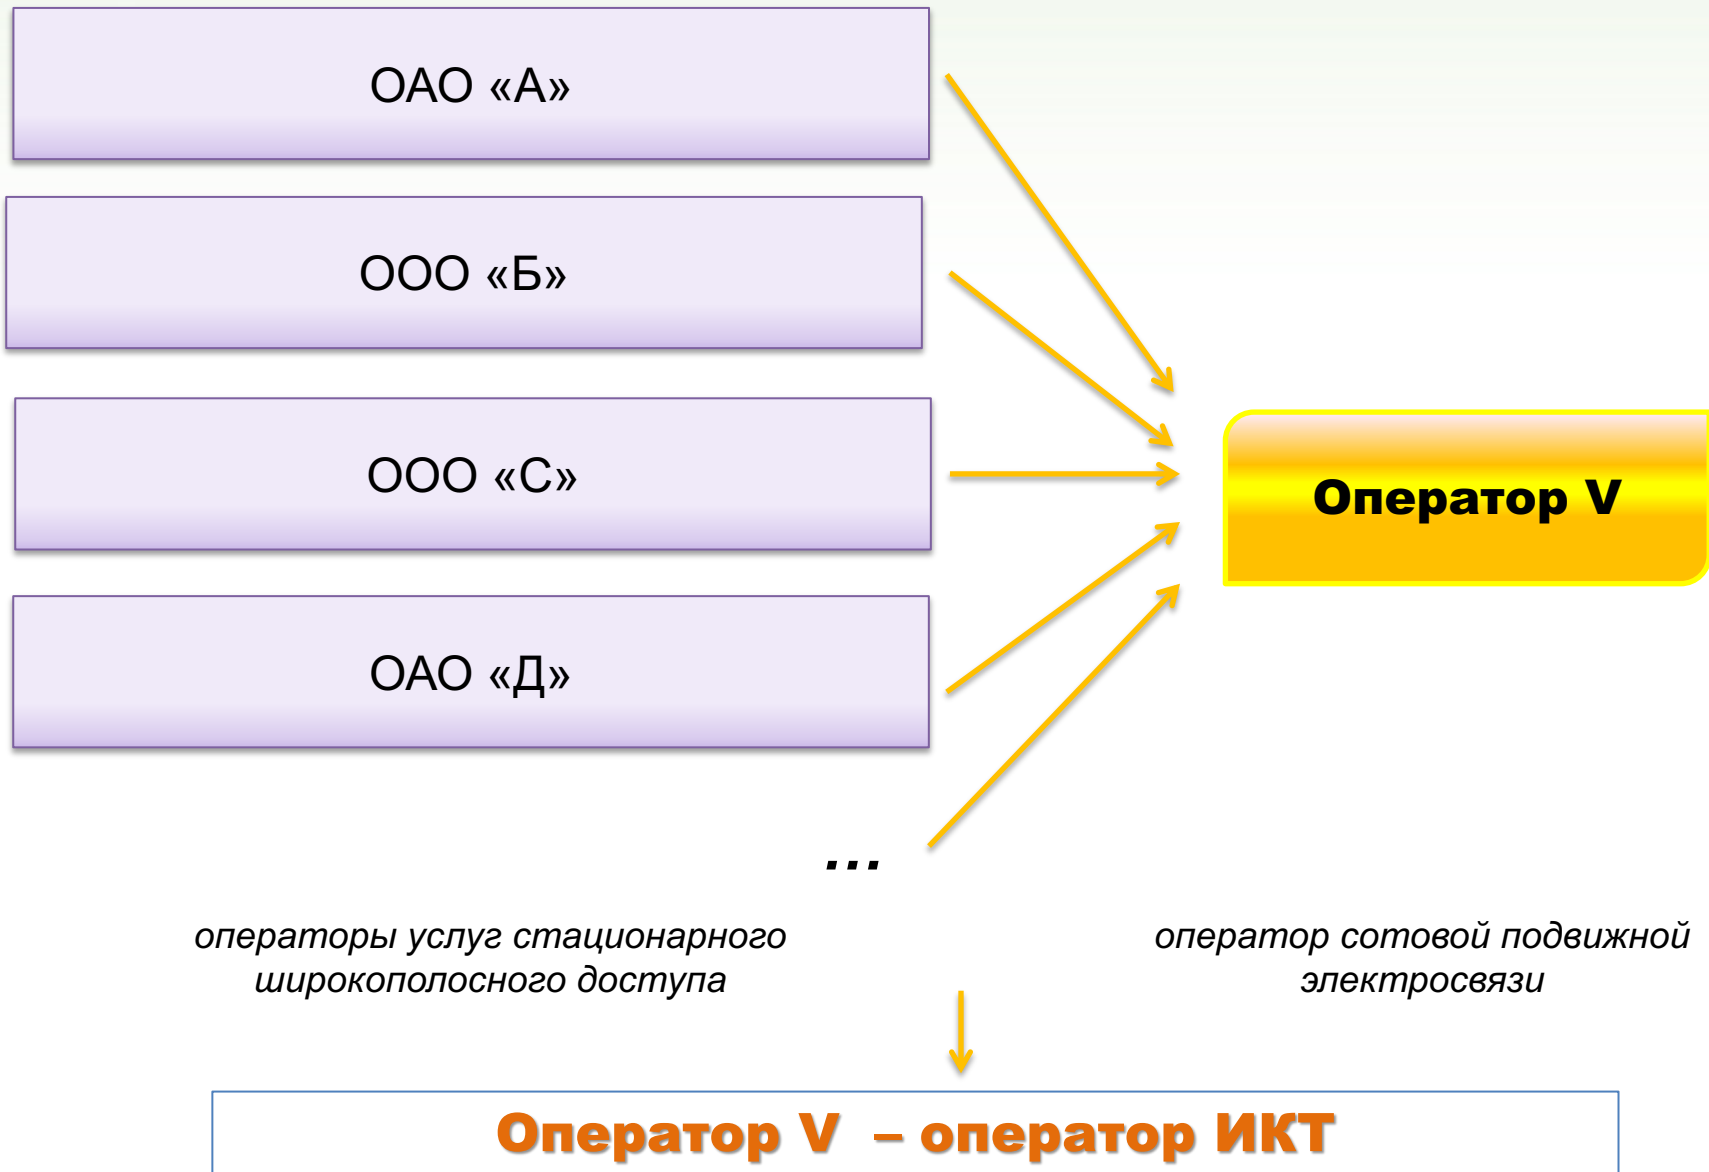 ОАО «А»
ООО «Б»
ООО «С»
ОАО «Д»
Оператор V
...
операторы услуг стационарного
широкополосного доступа
оператор сотовой подвижной
электросвязи
Оператор V – оператор ИКТ